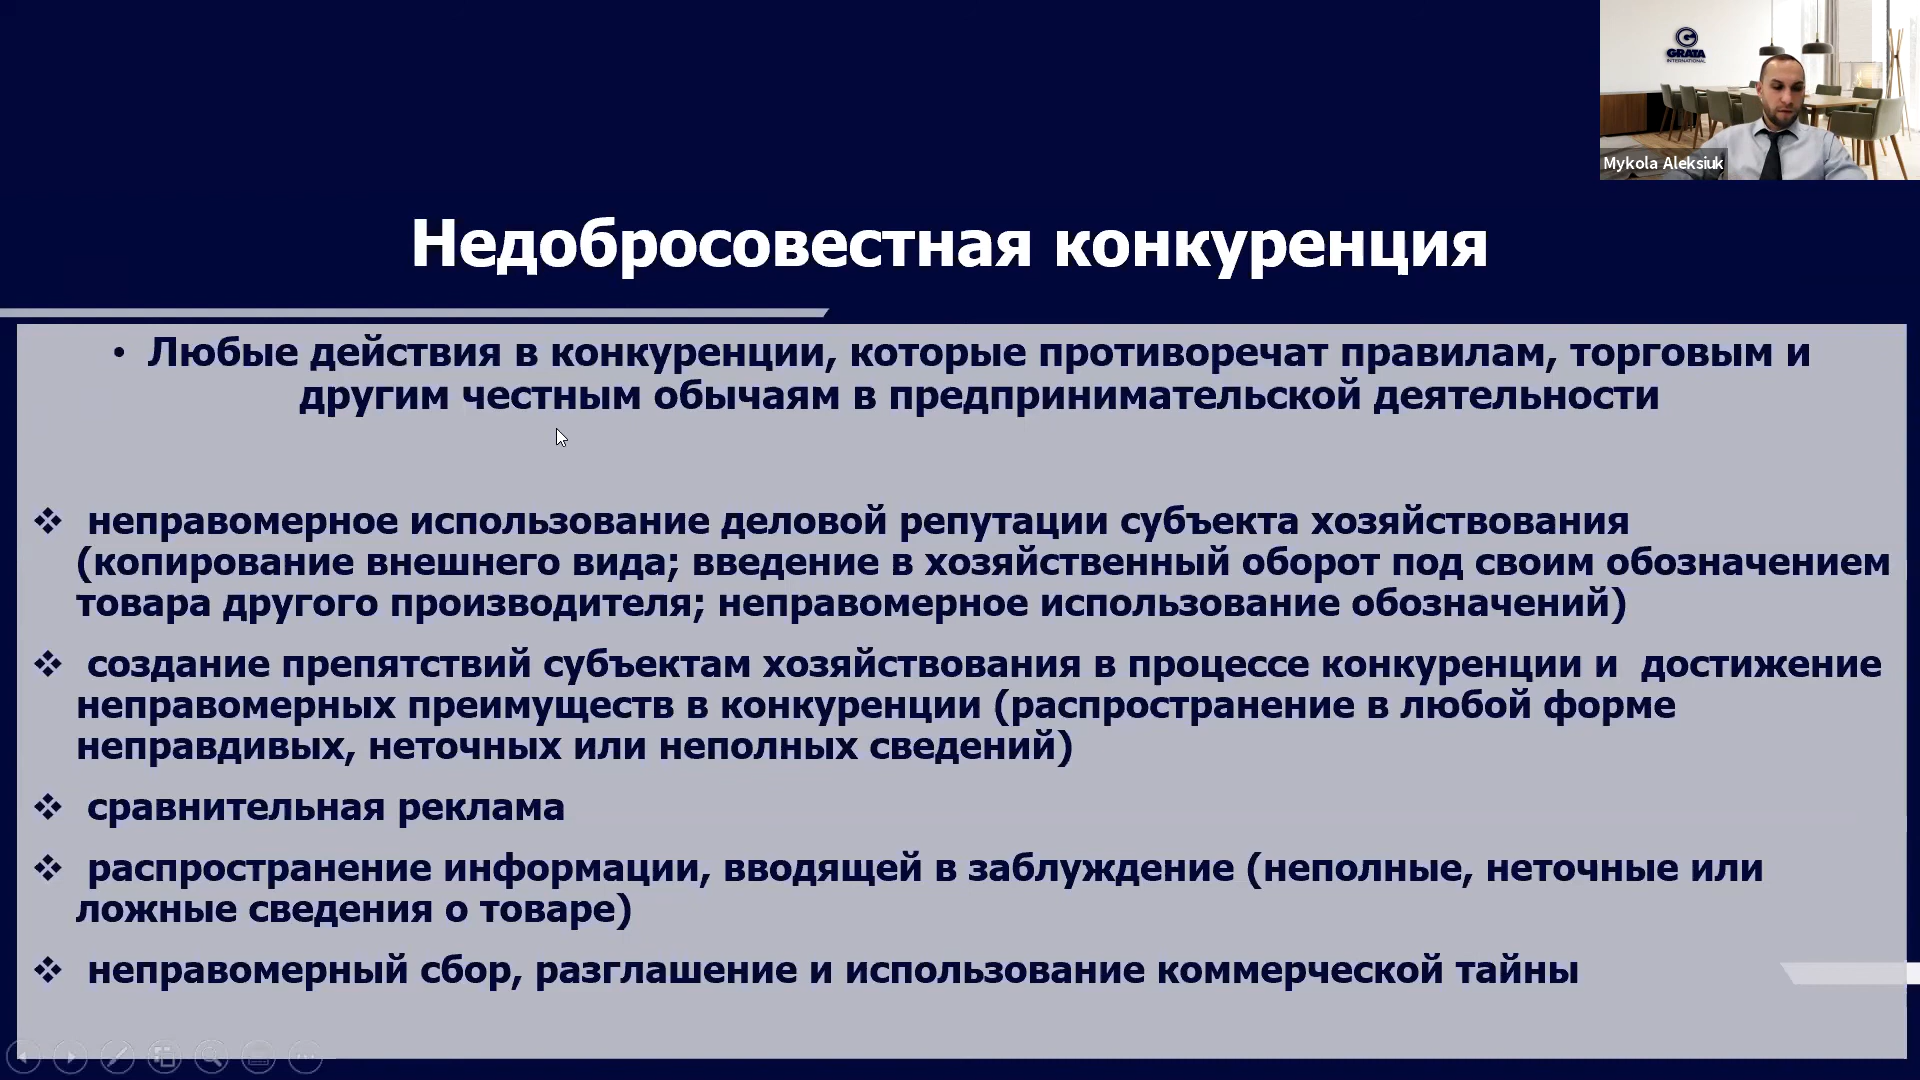 GRATA
INTERNATIONAL
Mykola Aleksiuk
Недобросовестная конкуренция
• Любые действия в конкуренции, которые противоречат правилам, торговым и
другим честным обычаям в предпринимательской деятельности
❖ неправомерное использование деловой репутации субъекта хозяйствования
(копирование внешнего вида; введение в хозяйственный оборот под своим обозначением
товара другого производителя; неправомерное использование обозначений)
❖ создание препятствий субъектам хозяйствования в процессе конкуренции и достижение
неправомерных преимуществ в конкуренции (распространение в любой форме
неправдивых, неточных или неполных сведений)
❖ сравнительная реклама
❖ распространение информации, вводящей в заблуждение (неполные, неточные или
ложные сведения о товаре)
❖ неправомерный сбор, разглашение и использование коммерческой тайны